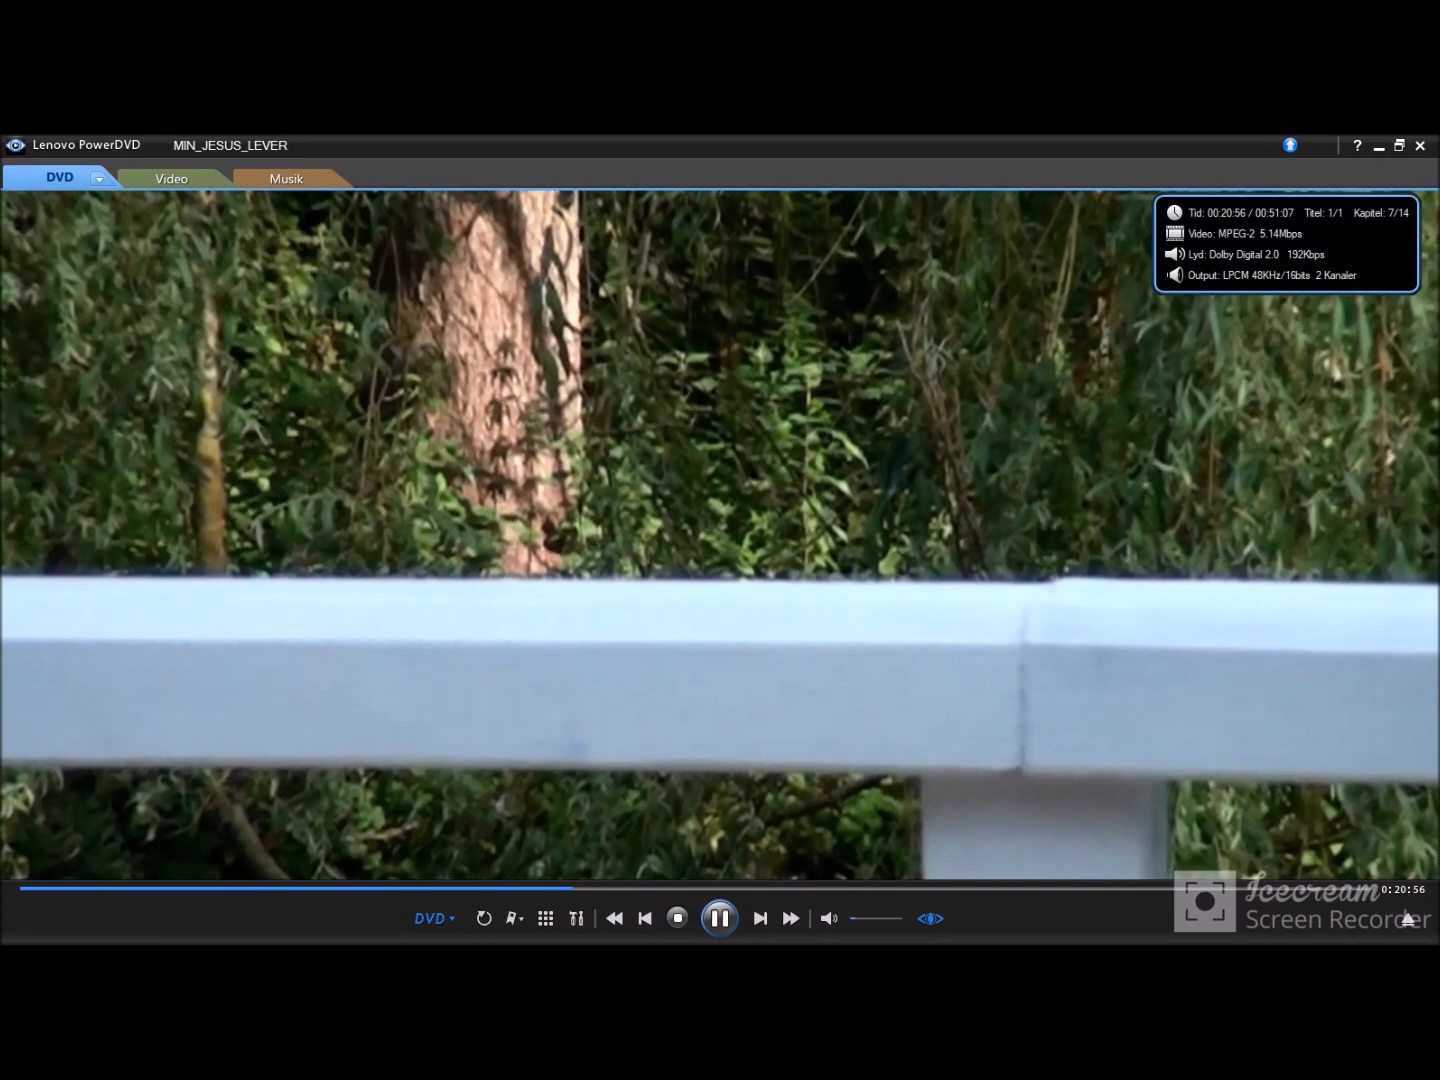 Lenovo PowerDVD MIN_JESUS_LEVER ?
DVD Video Musik
Tid: 00:20:56 / 00:51:07 Titel: 1/1 Kapitel: 7/14
Video: MPEG-2 5.14Mbps
Lyd: Dolby Digital 2.0 192Kbps
Output: LPCM 48KHz/16bits 2 Kanaler
Icecream 0:20:56
DVD Screen Recorder